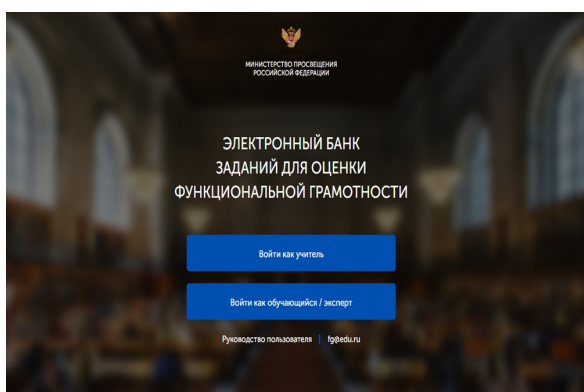 МИНИСТЕРСТВО ПРОСВЕЩЕНИЯ
РОССИЙСКОЙ ФЕДЕРАЦИИ
ЭЛЕКТРОННЫЙ БАНК
ЗАДАНИЙ ДЛЯ ОЦЕНКИ
ФУНКЦИОНАЛЬНОЙ ГРАМОТНОСТИ
Войти как учитель
Войти как обучающийся / эксперт
Руководство пользователя | fg@edu.ru